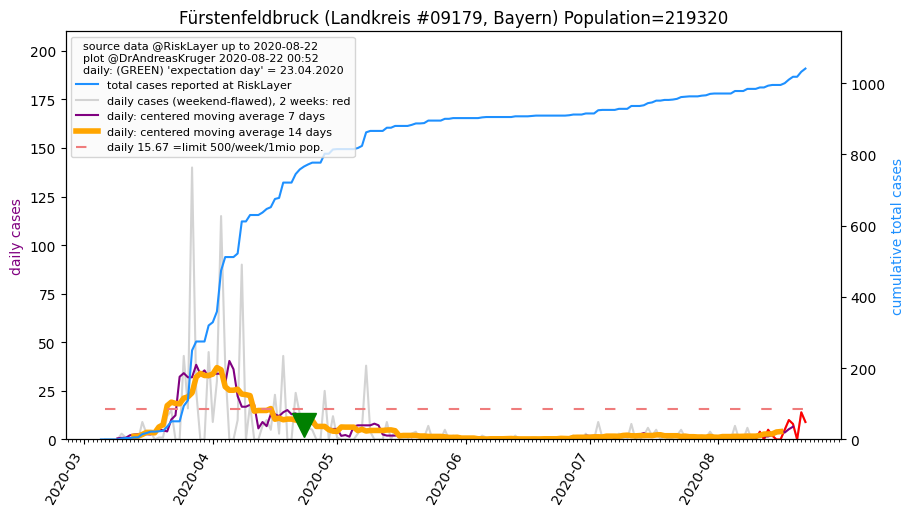 Fürstenfeldbruck (Landkreis #09179, Bayern) Population=219320
source data @RiskLayer up to 2020-08-22
plot @DrAndreasKruger 2020-08-22 00:52
daily: (GREEN) 'expectation day' = 23.04.2020
total cases reported at RiskLayer
daily cases (weekend-flawed), 2 weeks: red
daily: centered moving average 7 days
daily: centered moving average 14 days
daily 15.67 =limit 500/week/1mio pop.
daily cases
200
175
150
125
100
75
50
25
0
cumulative total cases
1000
800
600
400
200
0
2020-03
2020-04
2020-05
2020-06
2020-07
2020-08